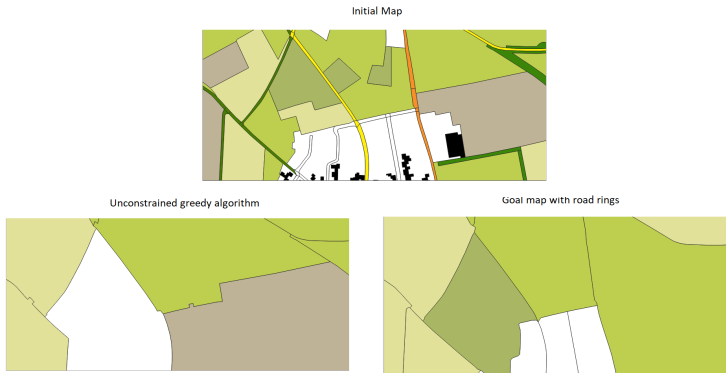 Initial Map
Unconstrained greedy algorithm
Goal map with road rings